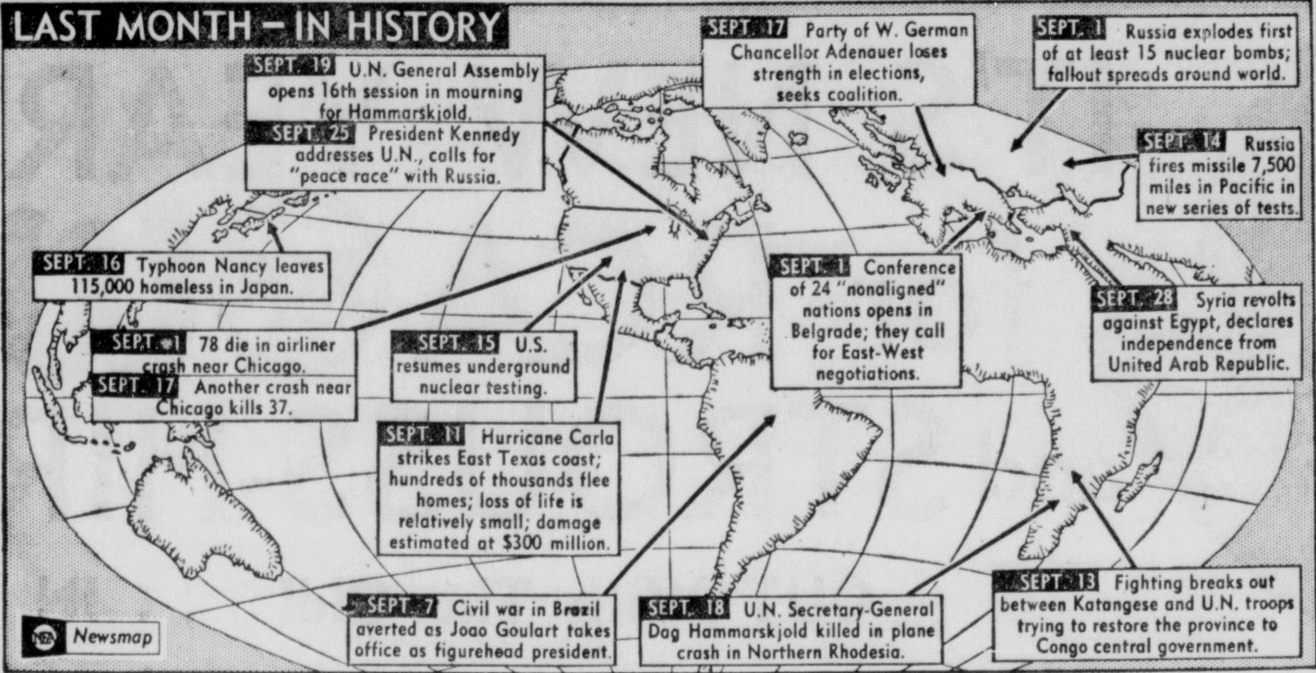 LAST MONTH – IN HISTORY
SEPT. 19 U.N. General Assembly
opens 16th session in mourning
for Hammarskjold.
SEPT. 25 President Kennedy
addresses U.N., calls for
"peace race" with Russia.
SEPT. 17 Party of W. German
Chancellor Adenauer loses
strength in elections,
seeks coalition.
SEPT. 1 Russia explodes first
of at least 15 nuclear bombs;
fallout spreads around world.
SEPT. 14 Russia
fires missile 7,500
miles in Pacific in
new series of tests.
SEPT. 16 Typhoon Nancy leaves
115,000 homeless in Japan.
SEPT. 1 78 die in airliner
crash near Chicago.
SEPT. 17 Another crash near
Chicago kills 37.
SEPT. 15 U.S.
resumes underground
nuclear testing.
SEPT. 1 Conference
of 24 "nonaligned"
nations opens in
Belgrade; they call
for East-West
negotiations.
SEPT. 28 Syria revolts
against Egypt, declares
independence from
United Arab Republic.
SEPT. 11 Hurricane Carla
strikes East Texas coast;
hundreds of thousands flee
homes; loss of life is
relatively small; damage
estimated at $300 million.
SEPT. 7 Civil war in Brazil
averted as Joao Goulart takes
office as figurehead president.
SEPT. 18 U.N. Secretary-General
Dag Hammarskjold killed in plane
crash in Northern Rhodesia.
SEPT. 13 Fighting breaks out
between Katangese and U.N. troops
trying to restore the province to
Congo central government.
NEA Newsmap